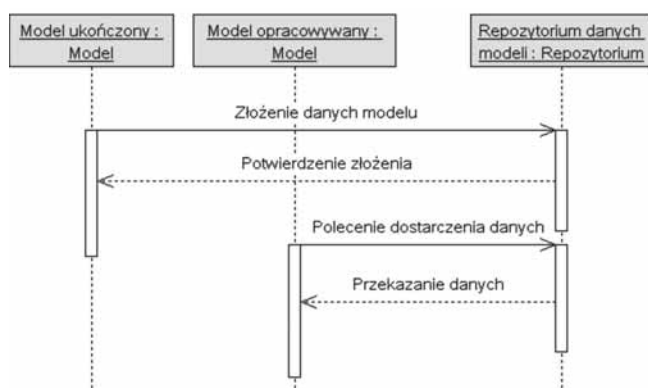 Model ukończony :
Model
Model opracowywany :
Model
Repozytorium danych
modeli : Repozytorium
Złożenie danych modelu
Potwierdzenie złożenia
Polecenie dostarczenia danych
Przekazanie danych